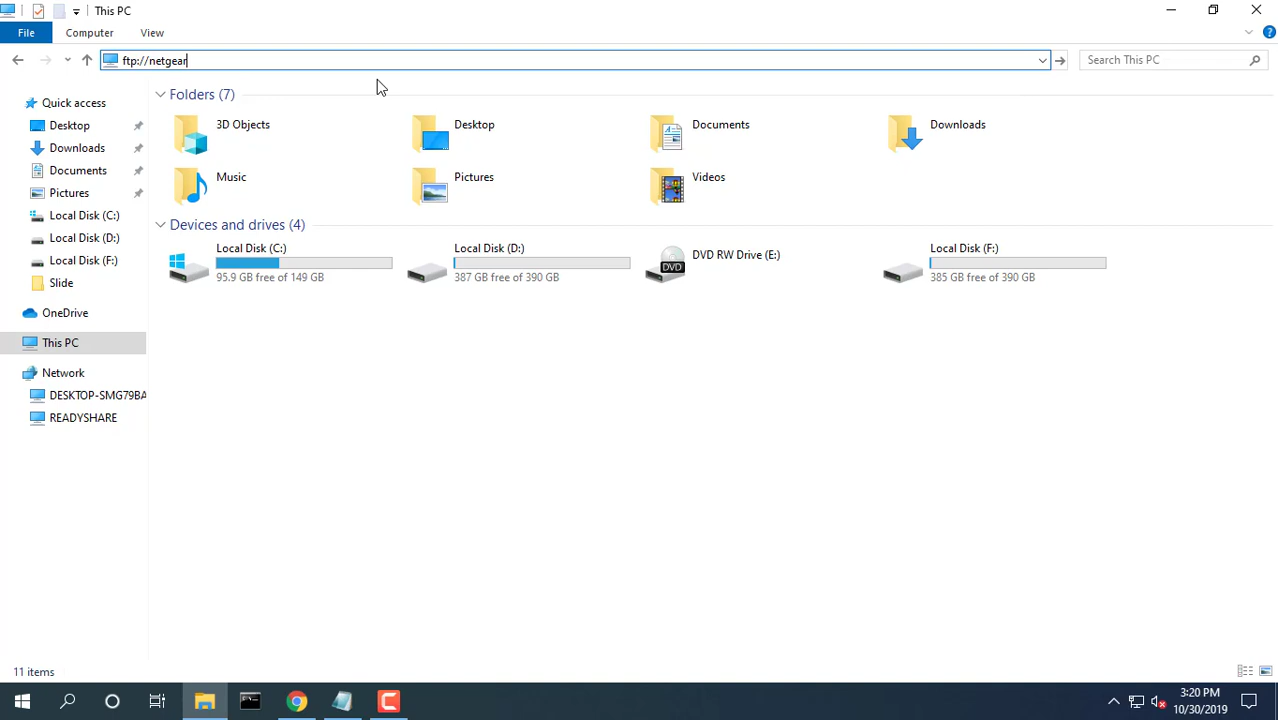 This PC
File
Computer
View
ftp://netgear
Search This PC
Quick access
Desktop
Downloads
Documents
Pictures
Local Disk (C:)
Local Disk (D:)
Local Disk (F:)
Slide
OneDrive
This PC
Network
DESKTOP-SMG79BA
READYSHARE
Folders (7)
3D Objects
Desktop
Documents
Downloads
Music
Pictures
Videos
Devices and drives (4)
Local Disk (C:)
95.9 GB free of 149 GB
Local Disk (D:)
387 GB free of 390 GB
DVD
DVD RW Drive (E:)
Local Disk (F:)
385 GB free of 390 GB
11 items
3:20 PM
10/30/2019